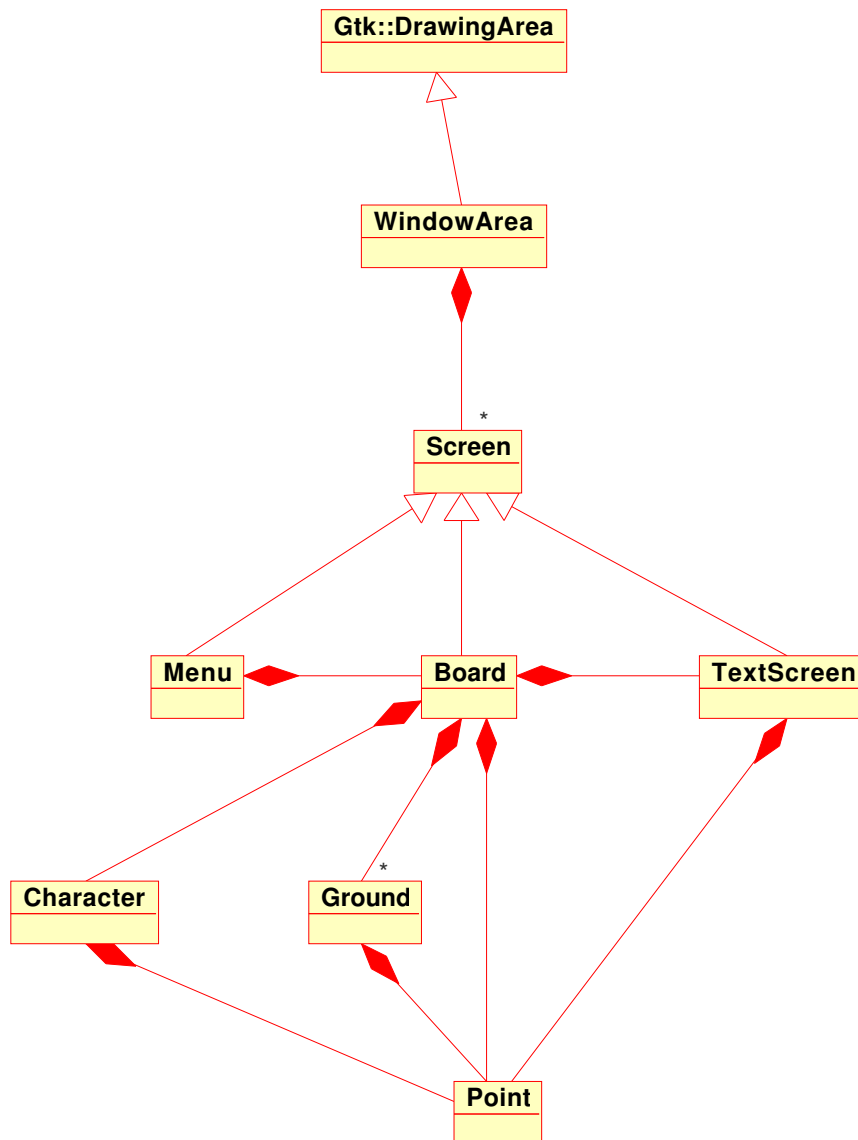 Gtk::DrawingArea
WindowArea
*
Screen
Menu
Board
TextScreen
*
Character
Ground
Point